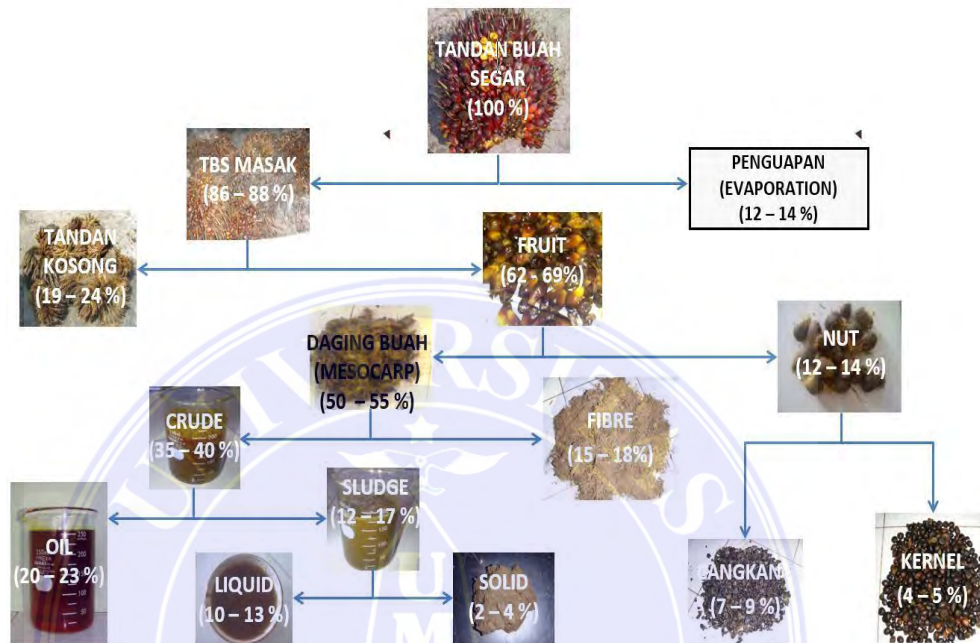 TANDAN BUAH
SEGAR
(100 %)
TBS MASAK
(86 – 88 %)
PENGUAPAN
(EVAPORATION)
(12 – 14 %)
TANDAN
KOSONG
(19 – 24 %)
FRUIT
(62 - 69%)
DAGING BUAH
(MESOCARP)
(50 – 55 %)
NUT
(12 – 14 %)
CRUDE
(35 – 40 %)
FIBRE
(15 – 18%)
SLUDGE
(12 – 17 %)
OIL
(20 – 23 %)
LIQUID
(10 – 13 %)
SOLID
(2 – 4 %)
CANGKANG
(7 – 9 %)
KERNEL
(4 – 5 %)
UNIVERSITAS
U
M